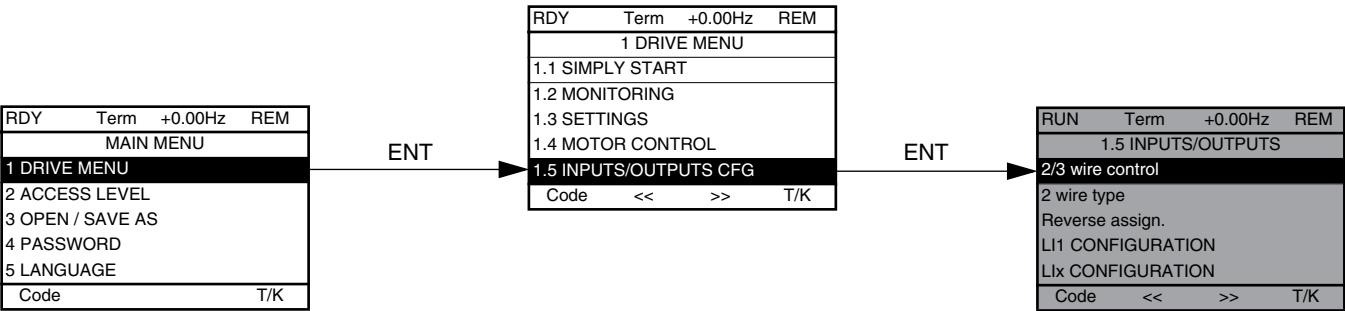 RDY Term +0.00Hz REM
MAIN MENU
1 DRIVE MENU
2 ACCESS LEVEL
3 OPEN / SAVE AS
4 PASSWORD
5 LANGUAGE
Code T/K
ENT
RDY Term +0.00Hz REM
1 DRIVE MENU
1.1 SIMPLY START
1.2 MONITORING
1.3 SETTINGS
1.4 MOTOR CONTROL
1.5 INPUTS/OUTPUTS CFG
Code << >> T/K
ENT
RUN Term +0.00Hz REM
1.5 INPUTS/OUTPUTS
2/3 wire control
2 wire type
Reverse assign.
LI1 CONFIGURATION
LIx CONFIGURATION
Code << >> T/K